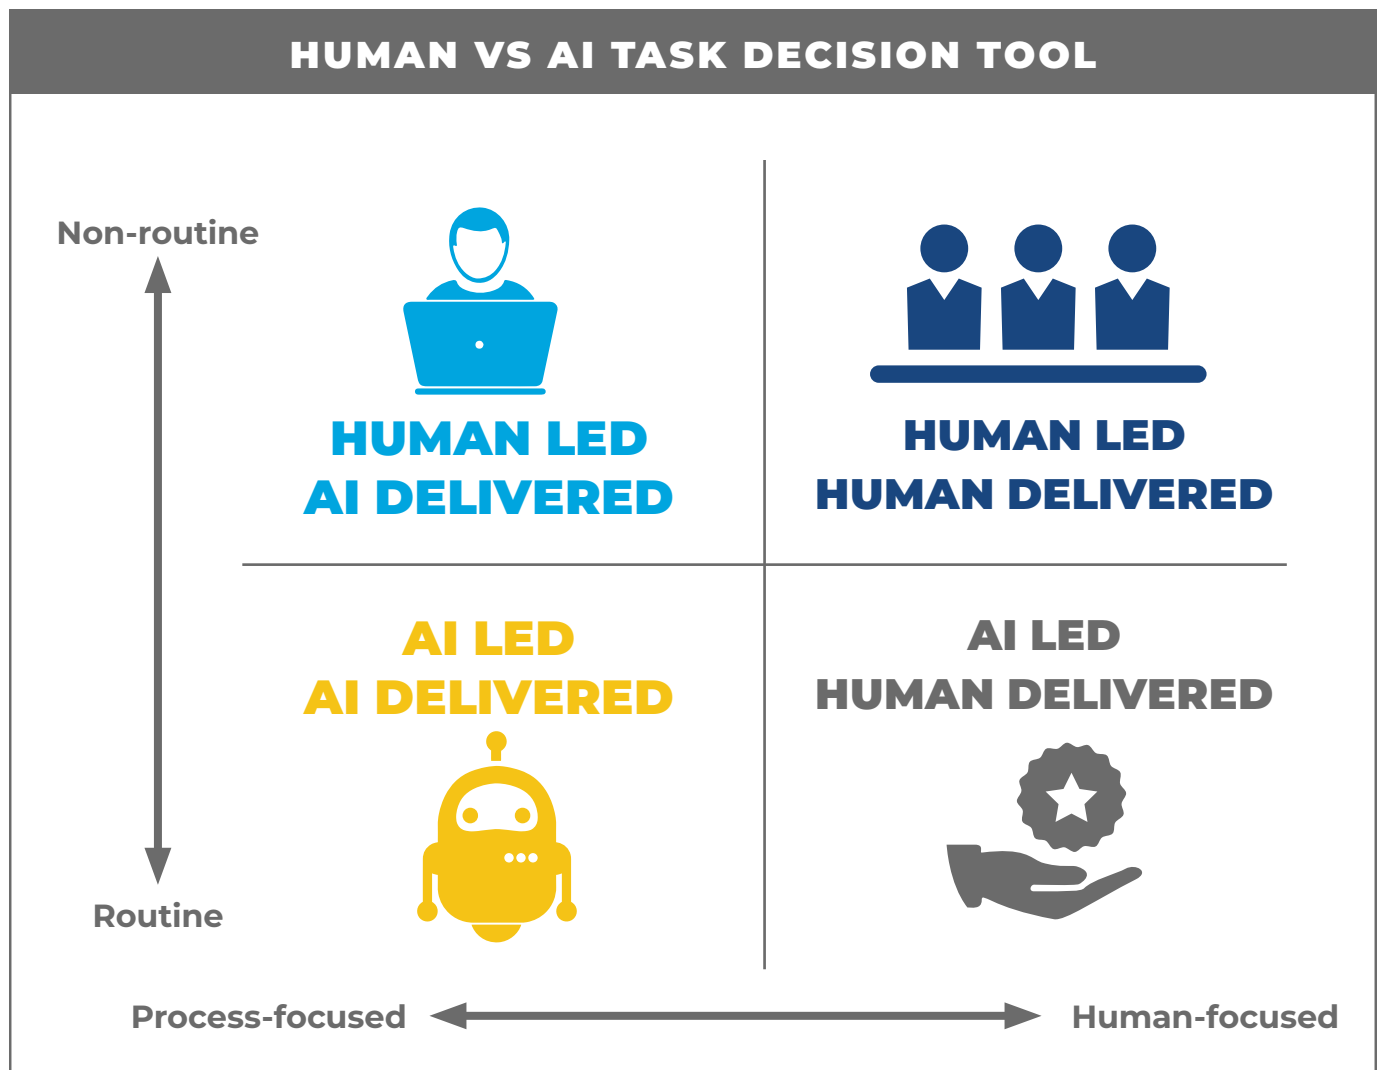 HUMAN VS AI TASK DECISION TOOL
Non-routine
HUMAN LED
AI DELIVERED
HUMAN LED
HUMAN DELIVERED
AI LED
AI DELIVERED
AI LED
HUMAN DELIVERED
Routine
Process-focused
Human-focused